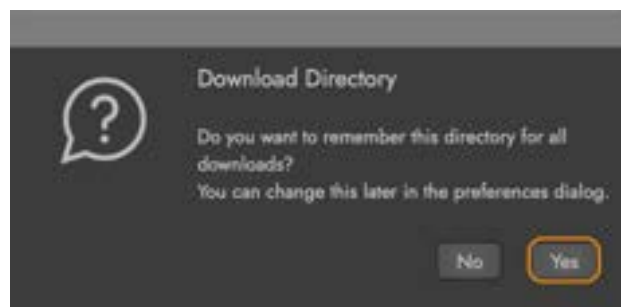 Download Directory
Do you want to remember this directory for all
downloads?
You can change this later in the preferences dialog.
No
Yes